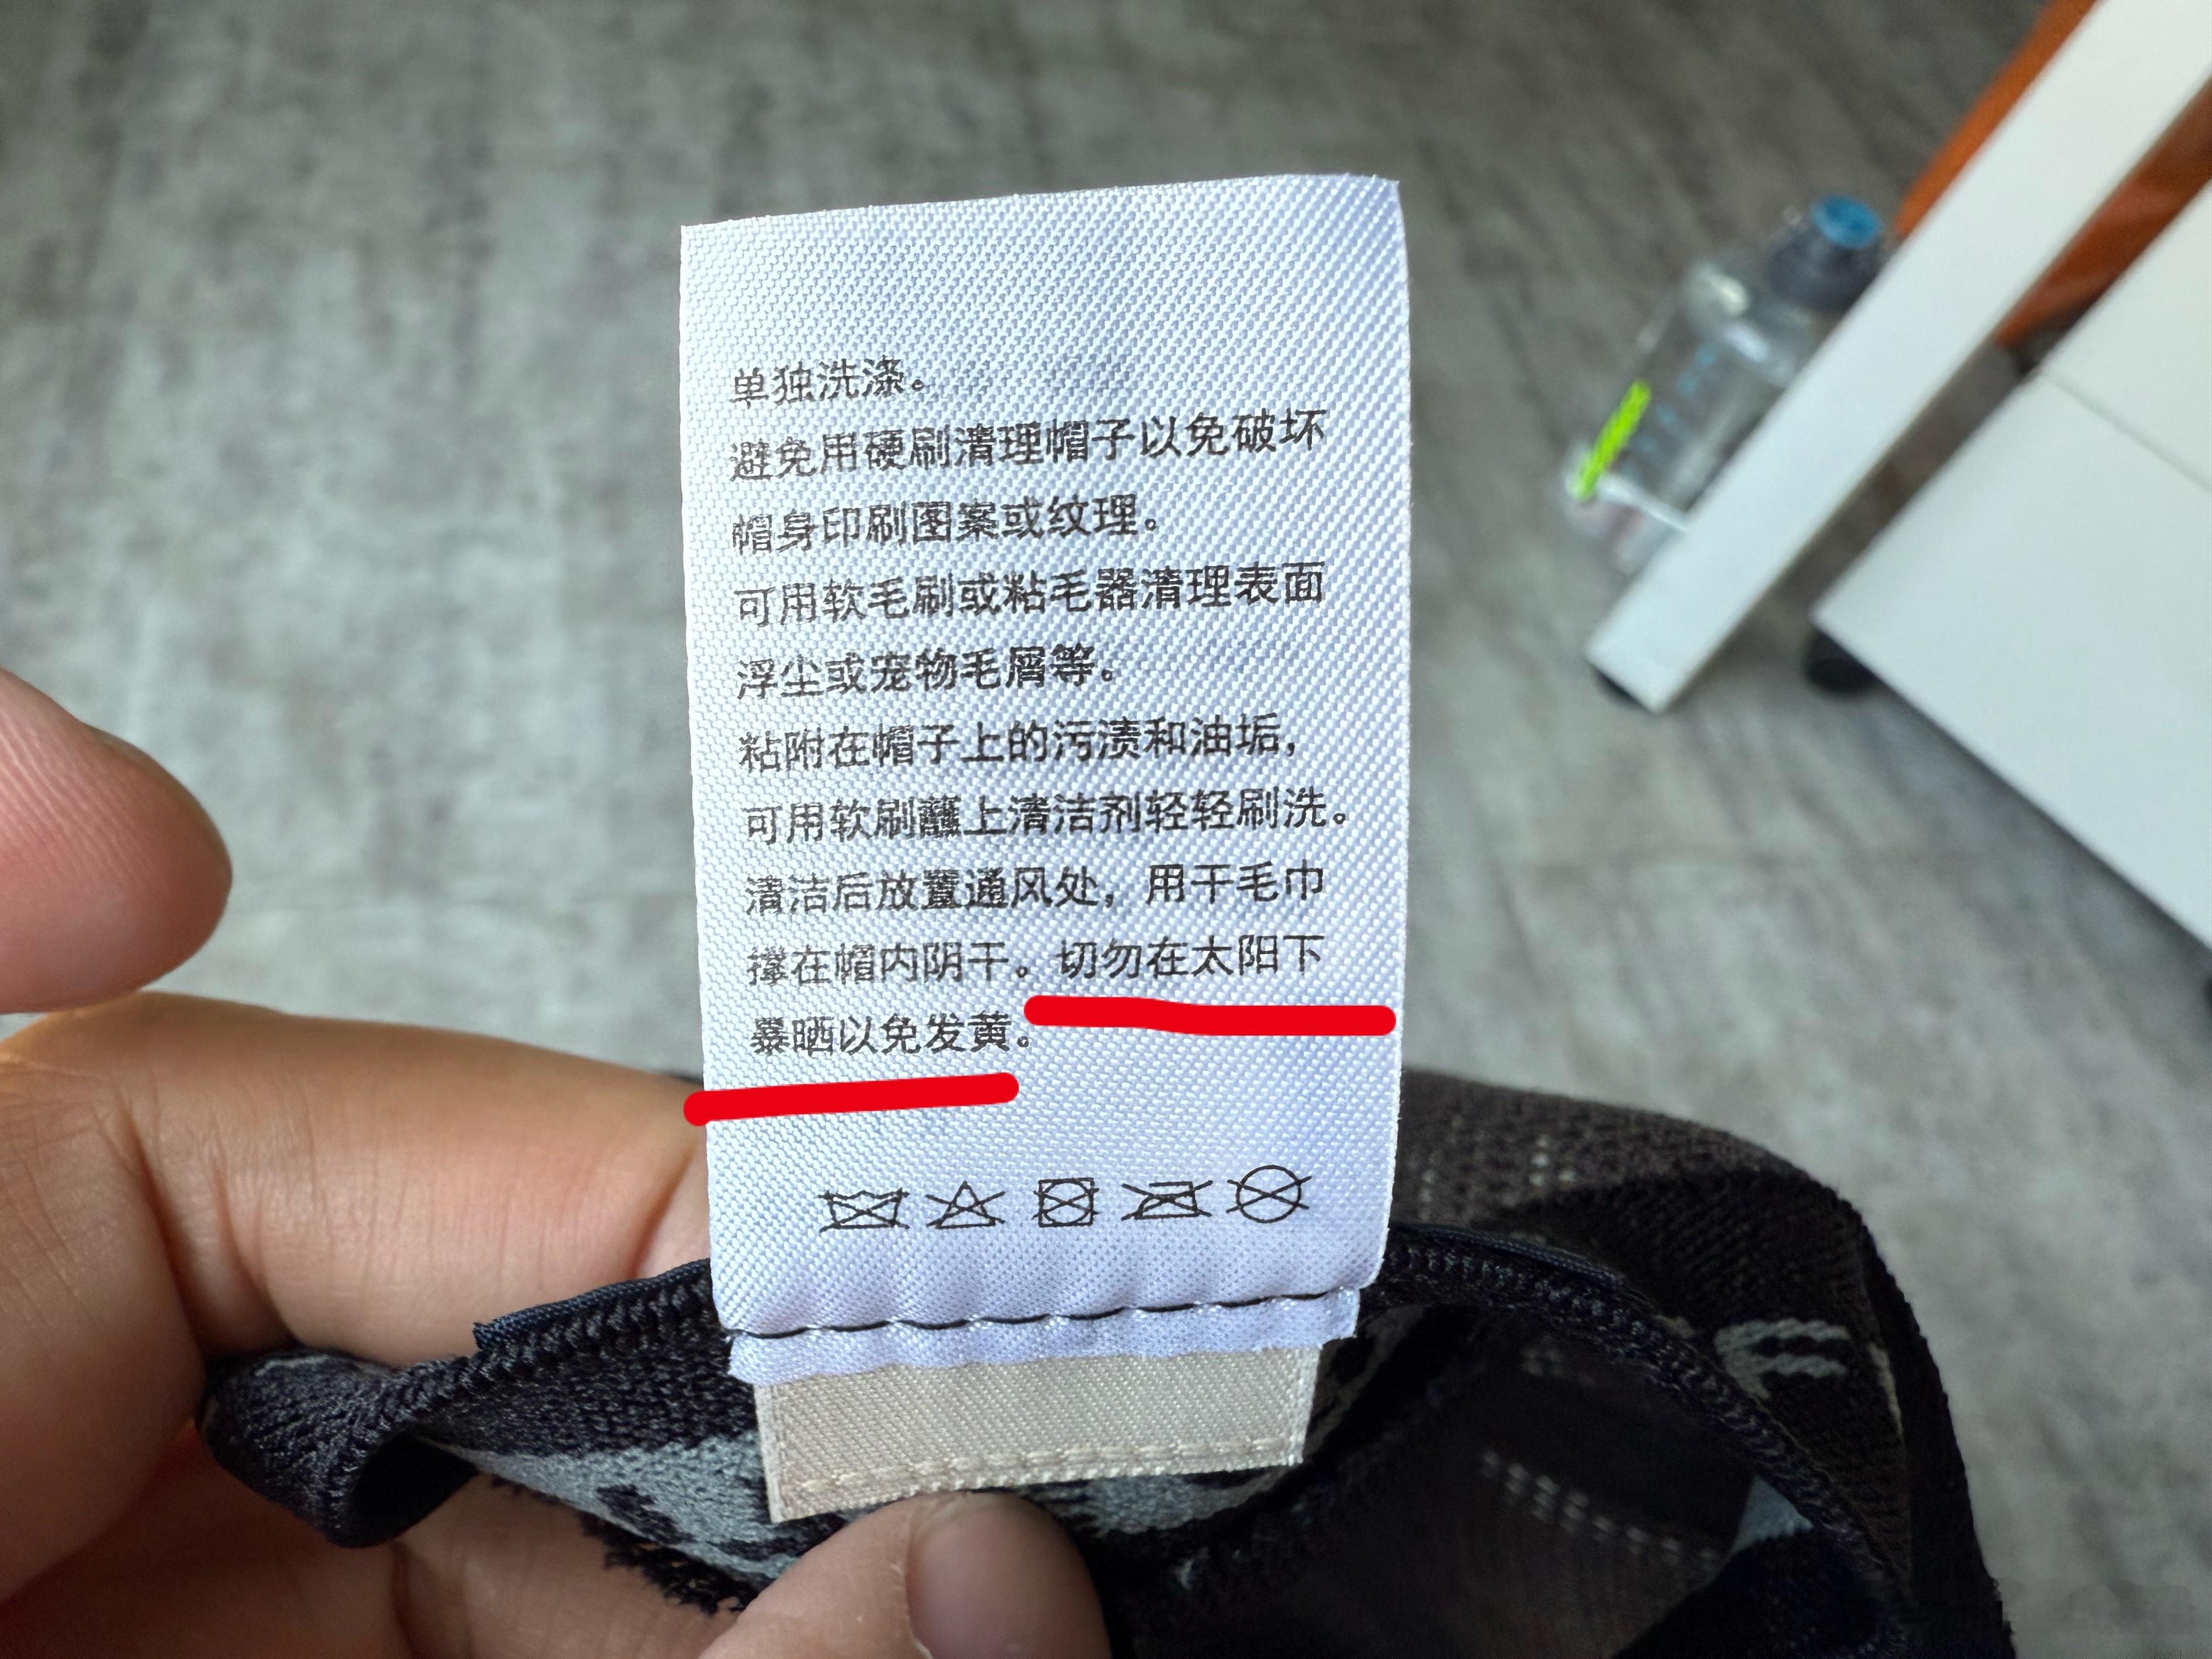 单独洗涤。
避免用硬刷清理帽子以免破坏
帽身印刷图案或纹理。
可用软毛刷或粘毛器清理表面
浮尘或宠物毛屑等。
粘附在帽子上的污渍和油垢，
可用软刷蘸上清洁剂轻轻刷洗。
清洁后放置通风处，用干毛巾
撑在帽内阴干。切勿在太阳下
暴晒以免发黄。